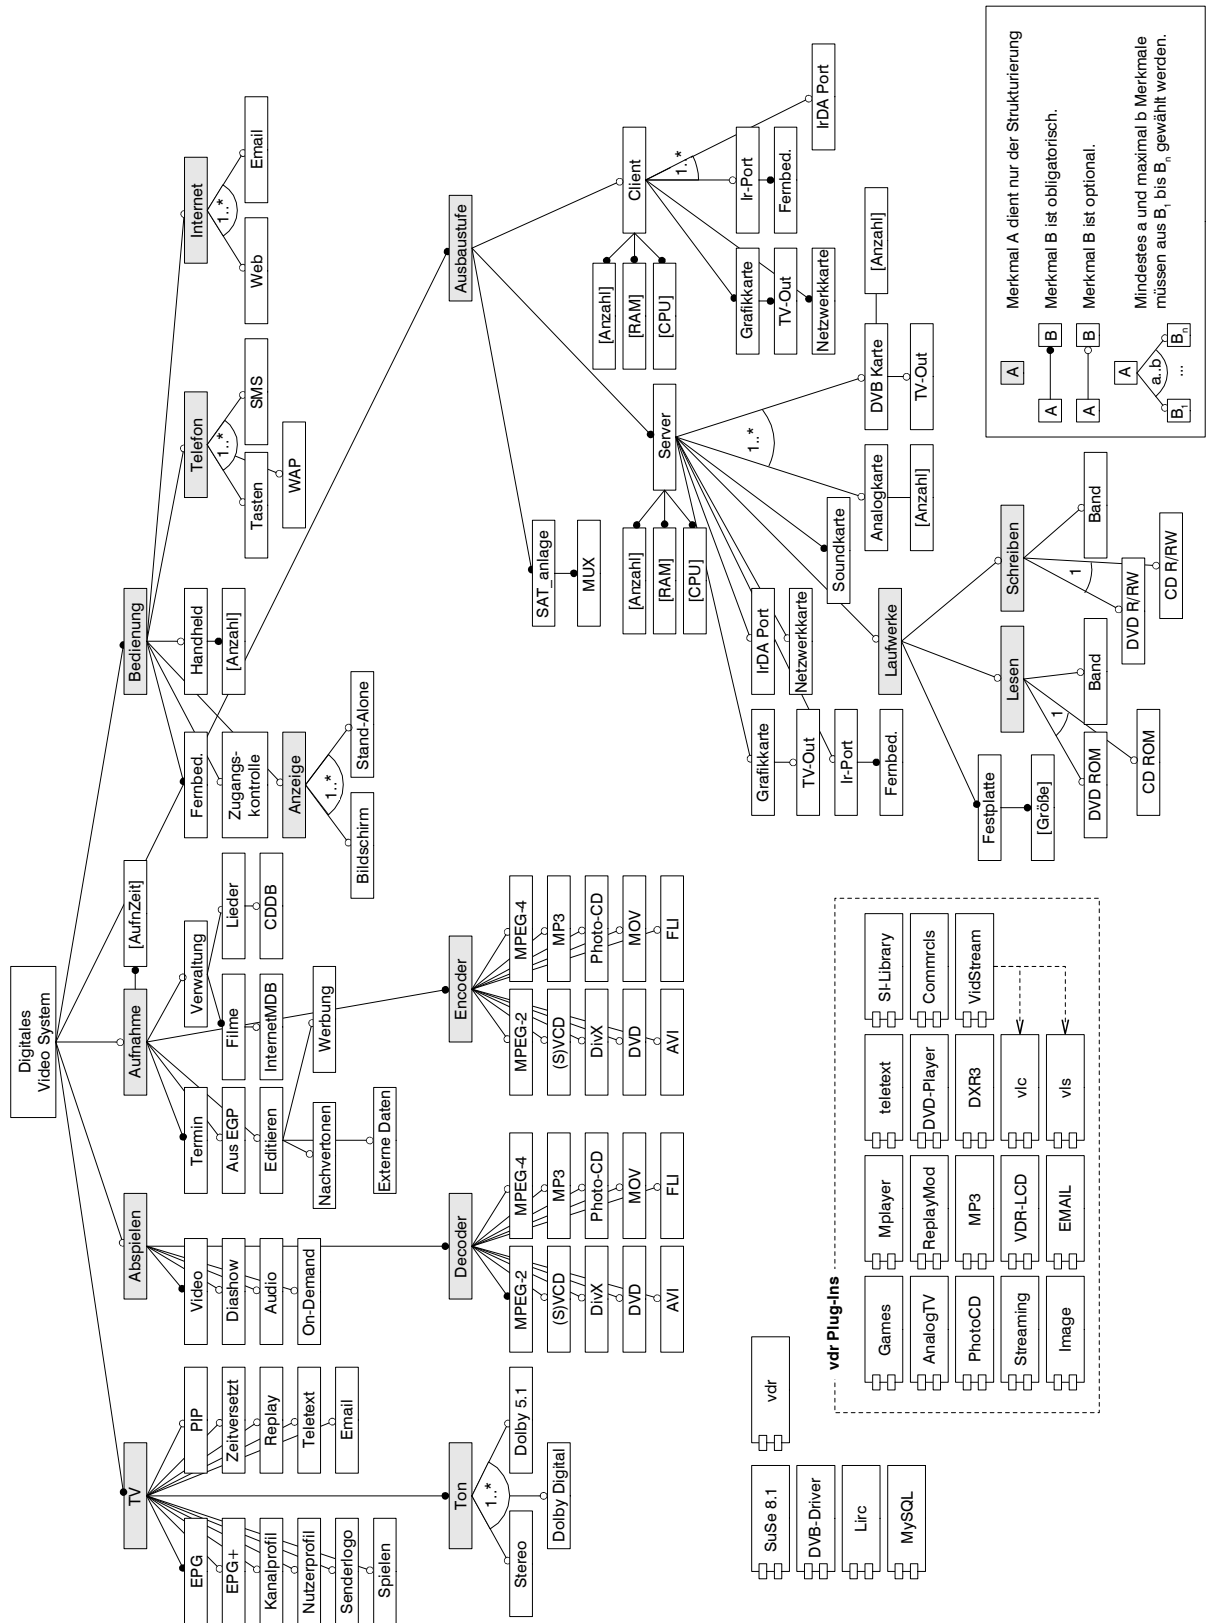 Digitales
Video System
TV
Abspielen
Aufnahme
[AufnZeit]
Bedienung
EPG
EPG+
Kanalprofil
Nutzerprofil
Senderlogo
Spielen
PIP
Zeitversetzt
Replay
Teletext
Email
Ton
1..*
Stereo
Dolby Digital
Dolby 5.1
Video
Diashow
Audio
On-Demand
Decoder
MPEG-2
(S)VCD
DivX
DVD
AVI
MPEG-4
MP3
Photo-CD
MOV
FLI
Termin
Aus EGP
Editieren
Nachvertonen
Externe Daten
Werbung
Verwaltung
Filme
InternetMDB
Lieder
CDDB
Encoder
MPEG-2
(S)VCD
DivX
DVD
AVI
MPEG-4
MP3
Photo-CD
MOV
FLI
Fernbed.
Zugangs-
kontrolle
Anzeige
1..*
Bildschirm
Stand-Alone
Handheld
[Anzahl]
Telefon
1..*
Tasten
WAP
SMS
Internet
1..*
Web
Email
Ausbaustufe
SAT_anlage
MUX
Server
[Anzahl]
[RAM]
[CPU]
1..*
Grafikkarte
TV-Out
Ir-Port
Fernbed.
IrDA Port
Netzwerkkarte
Soundkarte
Analogkarte
[Anzahl]
DVB Karte
TV-Out
[Anzahl]
Laufwerke
Festplatte
[Größe]
Lesen
1
DVD ROM
CD ROM
Band
Schreiben
1
DVD R/RW
CD R/RW
Band
Client
[Anzahl]
[RAM]
[CPU]
1..*
Grafikkarte
TV-Out
Netzwerkkarte
Ir-Port
Fernbed.
IrDA Port
SuSe 8.1
DVB-Driver
Lirc
MySQL
vdr
vdr Plug-Ins
Games
AnalogTV
PhotoCD
Streaming
Image
Mplayer
ReplayMod
MP3
VDR-LCD
EMAIL
teletext
DVD-Player
DXR3
vlc
vls
SI-Library
Commrcls
VidStream
A
Merkmal A dient nur der Strukturierung
A B
Merkmal B ist obligatorisch.
A B
Merkmal B ist optional.
A
a..b
B1 ... Bn
Mindestes a und maximal b Merkmale
müssen aus B1 bis Bn gewählt werden.